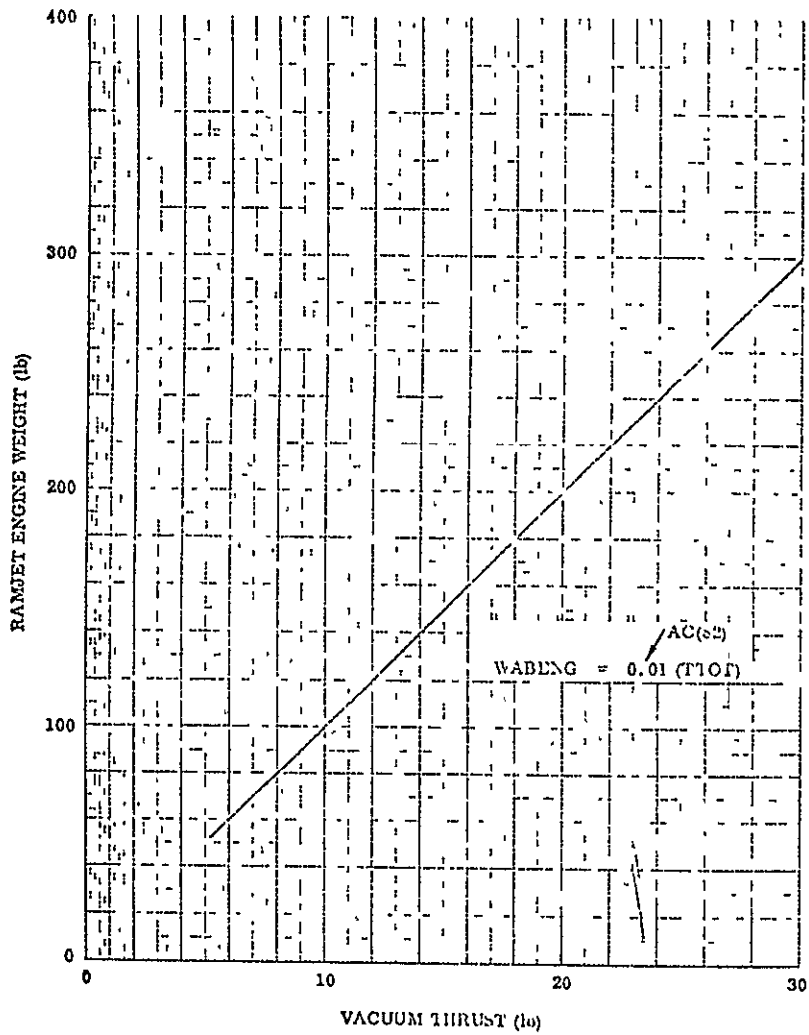 400
300
200
100
0
RAMJET ENGINE WEIGHT (lb)
AC(82)
WABENG = 0.01 (TTOT)
0 10 20 30
VACUUM THRUST (lb)